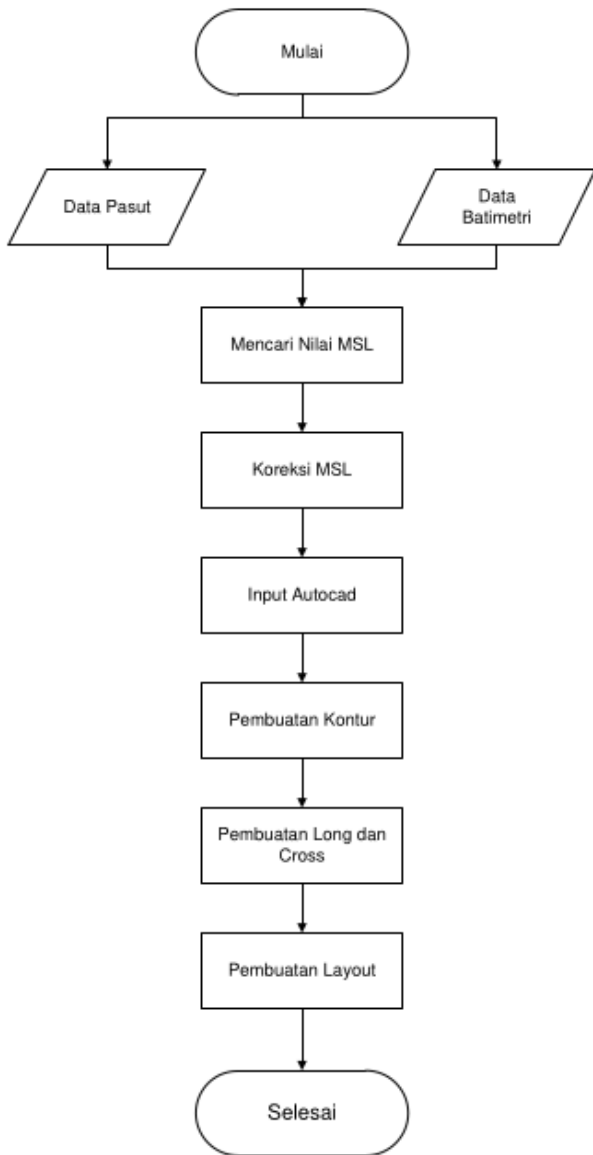 Mulai
Data Pasut
Data
Batimetri
Mencari Nilai MSL
Koreksi MSL
Input Autocad
Pembuatan Kontur
Pembuatan Long dan
Cross
Pembuatan Layout
Selesai